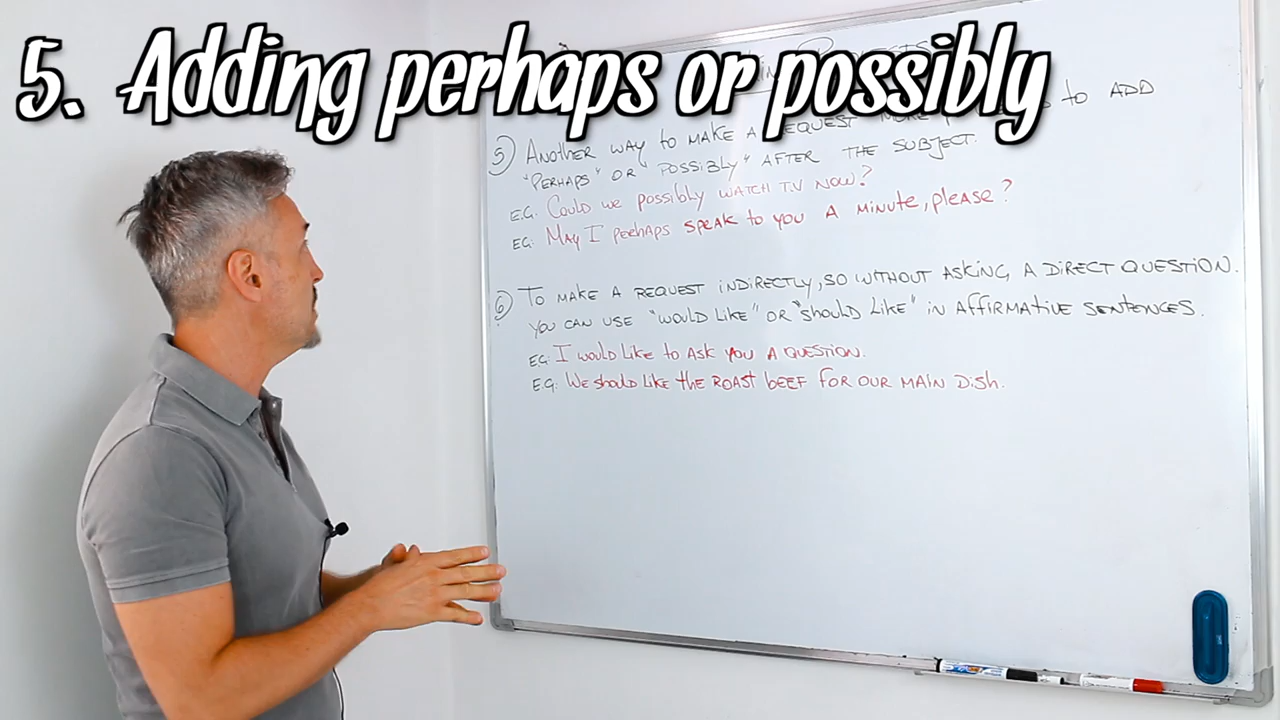 5. Adding perhaps or possibly
REQUESTS
5) ANOTHER WAY TO MAKE A REQUEST MORE TO ADD
"PERHAPS" OR "POSSIBLY" AFTER THE SUBJECT.
E.G. Could we possibly WATCH T.V NOW?
EG: MAY I peRhAps speak to you A minute, please?
6) TO MAKE A REQUEST INDIRECTLY, SO WITHOUT ASKING A DIRECT QUESTION.
YOU CAN USE "WOULD LIKE" OR "SHOULD LIKE" IN AFFIRMATIVE SENTENCES.
EG: I would Like to Ask you A QUESTION.
E.G: We should Like the ROAST beef foR OUR MAIN Dish.